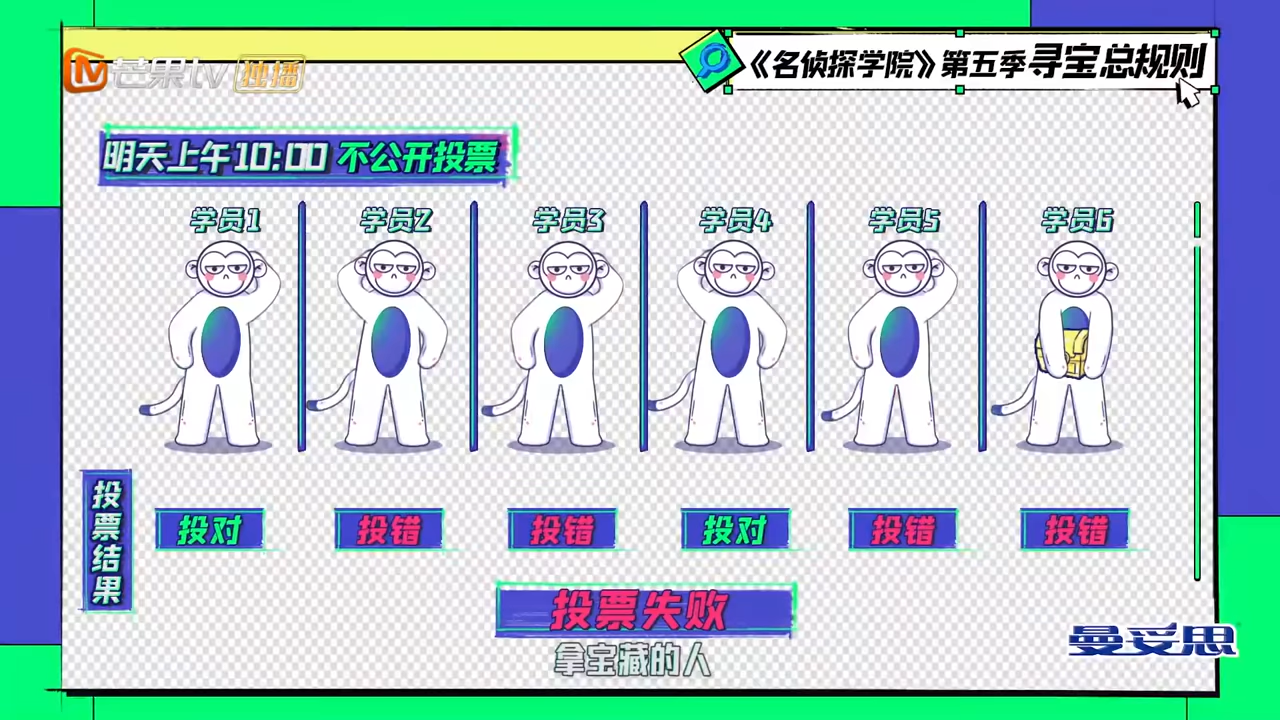 芒果tv 独播
《名侦探学院》第五季寻宝总规则
明天上午10:00 不公开投票
学员1 学员2 学员3 学员4 学员5 学员6
投票结果
投对 投错 投错 投对 投错 投错
投票失败
拿宝藏的人
曼妥思